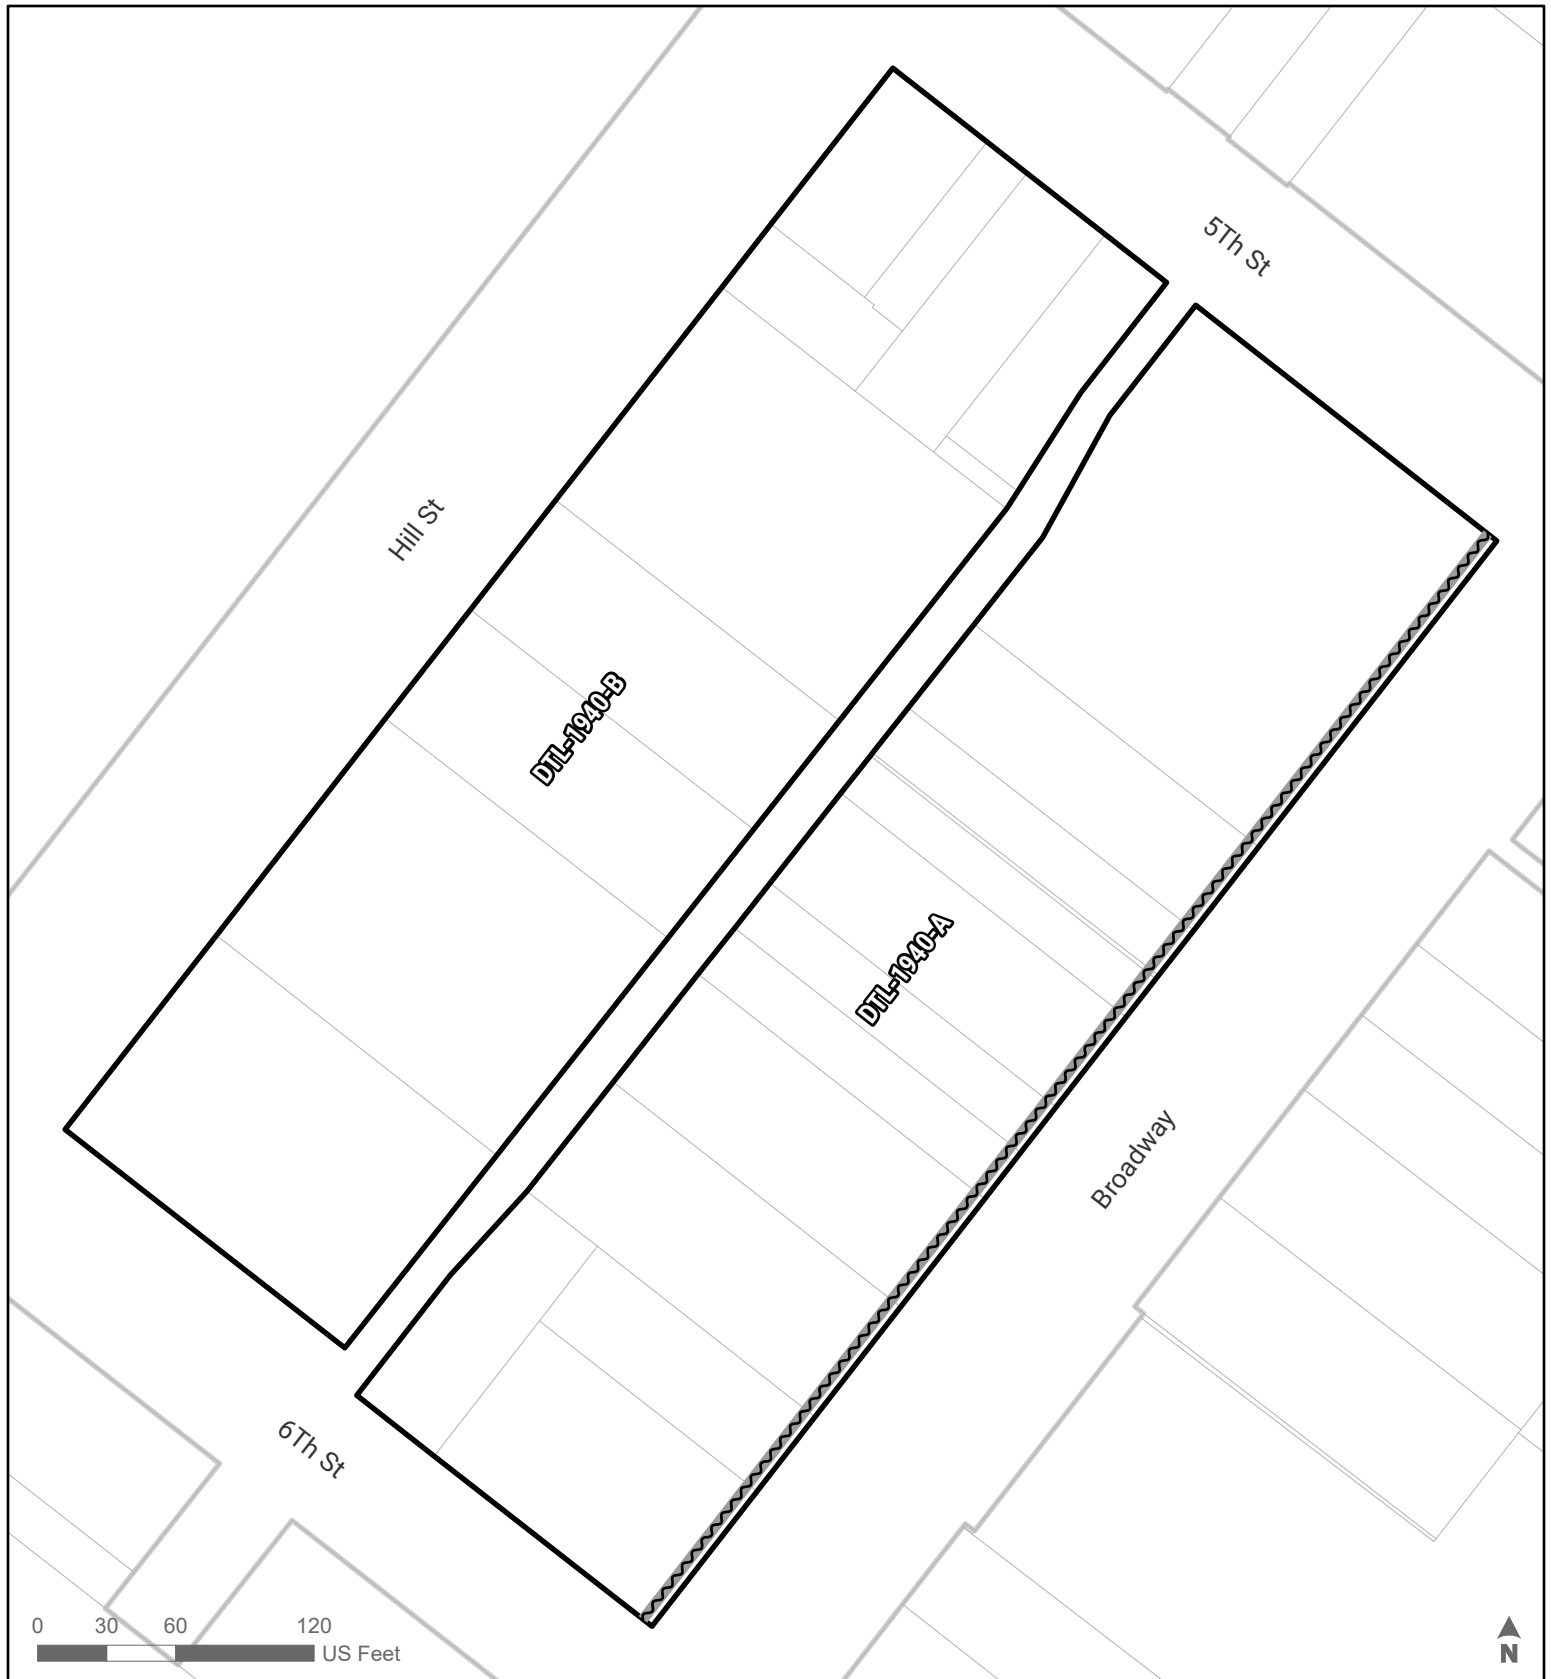 5Th St
Hill St
DTL-1940-B
DTL-1940-A
Broadway
6Th St
0 30 60 120
US Feet
N